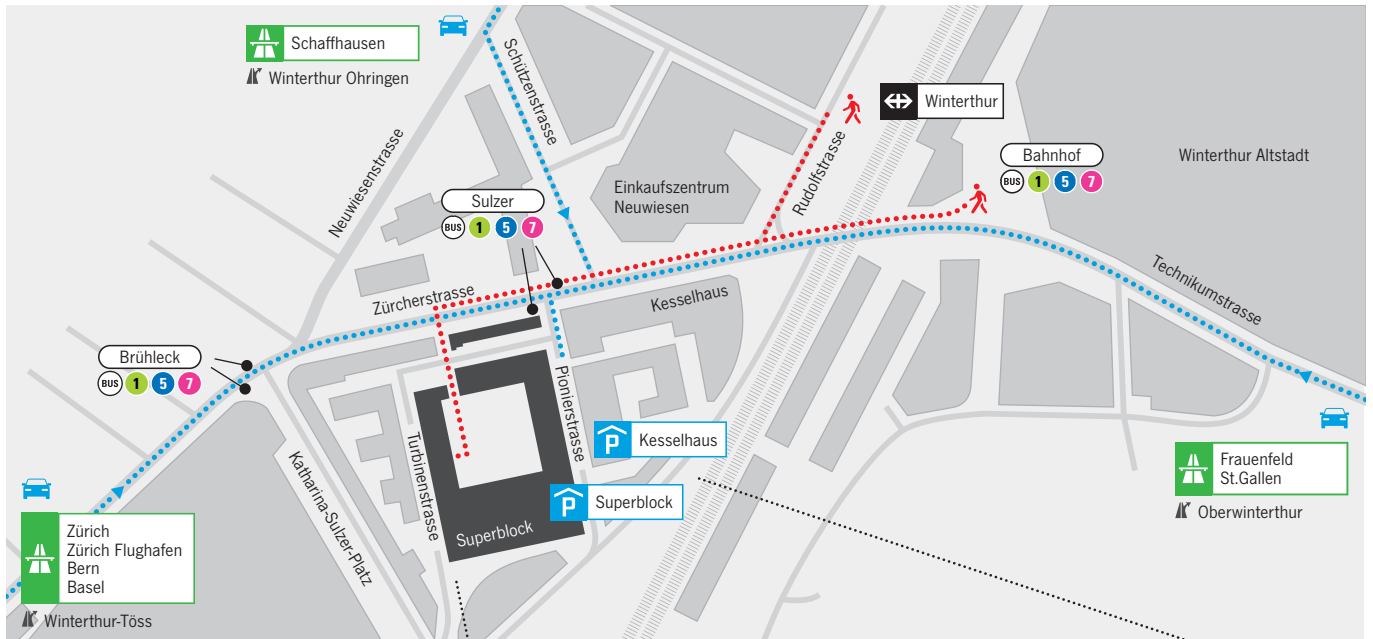 Schaffhausen
Winterthur Ohringen
Schützenstrasse
Neuwiesenstrasse
Winterthur
Rudolfstrasse
Bahnhof
BUS 1 5 7
Winterthur Altstadt
Einkaufszentrum
Neuwiesen
Sulzer
BUS 1 5 7
Technikumstrasse
Zürcherstrasse
Kesselhaus
Brühleck
BUS 1 5 7
Pionierstrasse
Turbinenstrasse
Katharina-Sulzer-Platz
P Kesselhaus
P Superblock
Superblock
Frauenfeld
St.Gallen
Oberwinterthur
Zürich
Zürich Flughafen
Bern
Basel
Winterthur-Töss